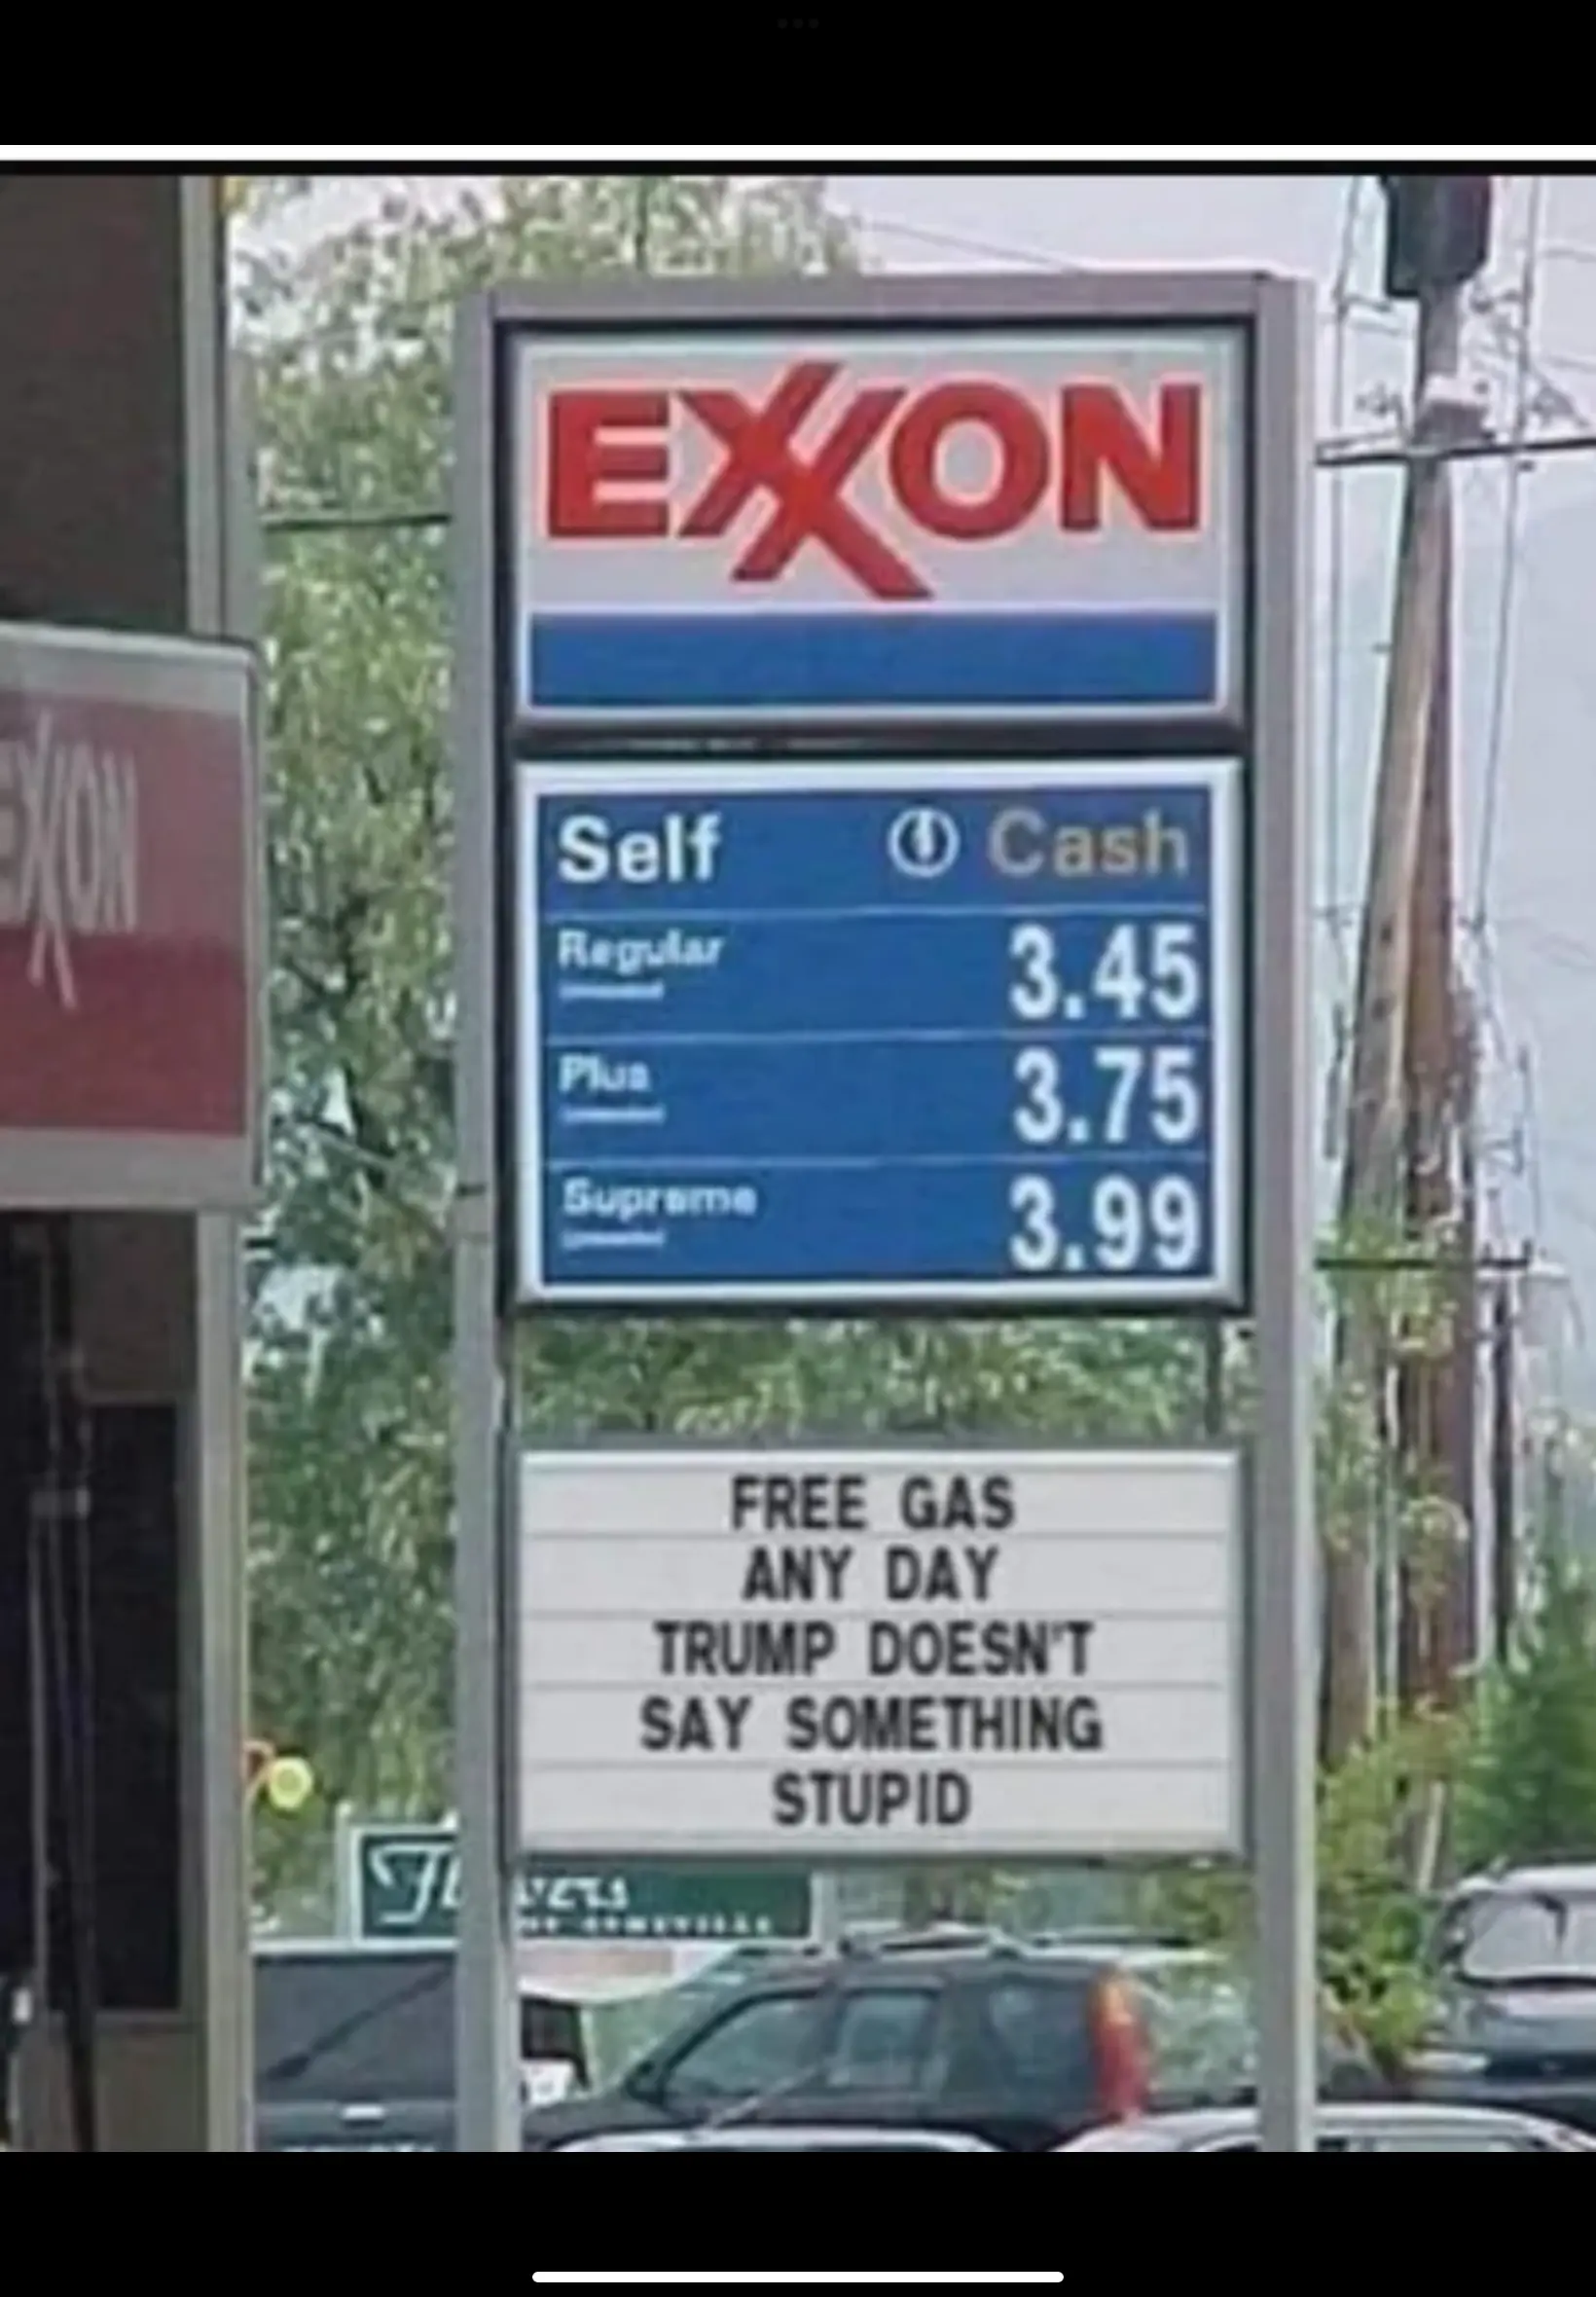 EXXON
EXXON
Self Cash
Regular 3.45
Plus 3.75
Supreme 3.99
FREE GAS
ANY DAY
TRUMP DOESN'T
SAY SOMETHING
STUPID